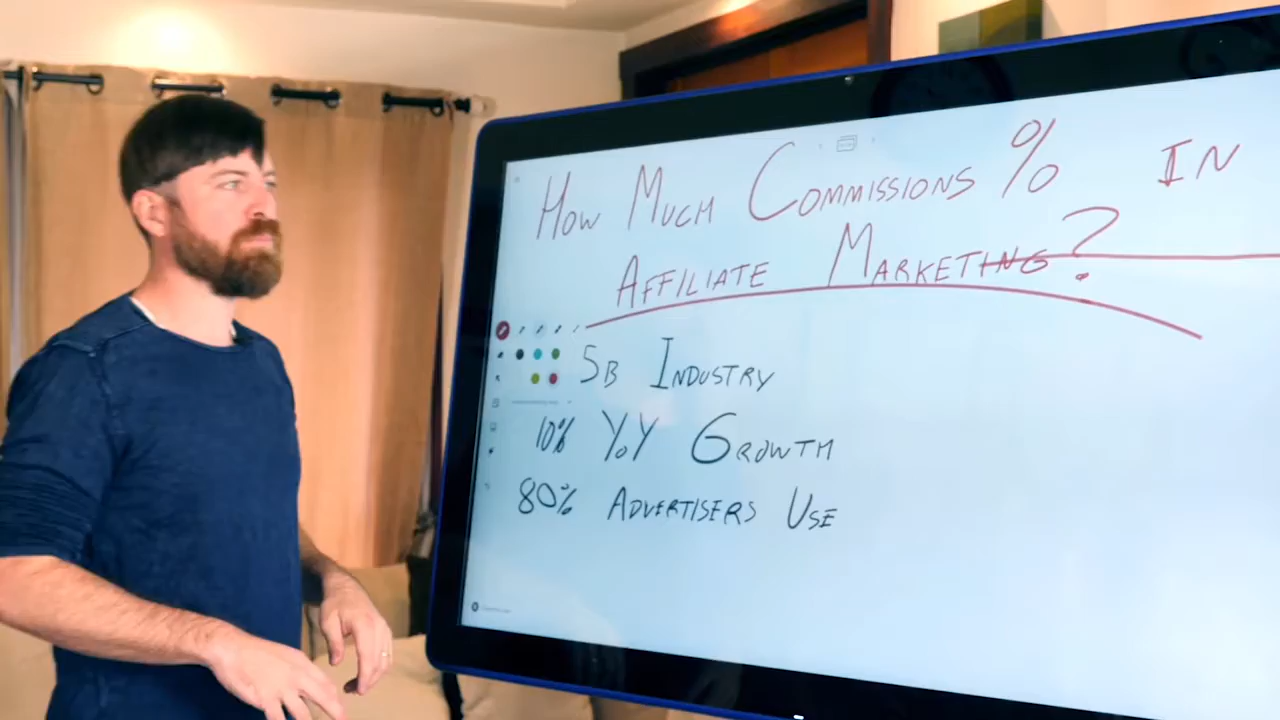 How Much Commissions % In
Affiliate Marketing?
5B Industry
10% YoY Growth
80% Advertisers Use